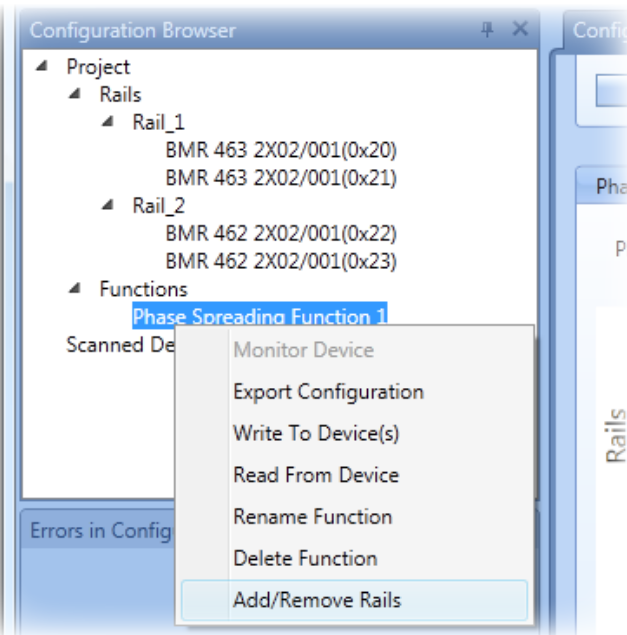 Configuration Browser
Project
Rails
Rail_1
BMR 463 2X02/001(0x20)
BMR 463 2X02/001(0x21)
Rail_2
BMR 462 2X02/001(0x22)
BMR 462 2X02/001(0x23)
Functions
Phase Spreading Function 1
Scanned De
Monitor Device
Export Configuration
Write To Device(s)
Read From Device
Rename Function
Delete Function
Add/Remove Rails
Errors in Config
Confi
Pha
P
Rails